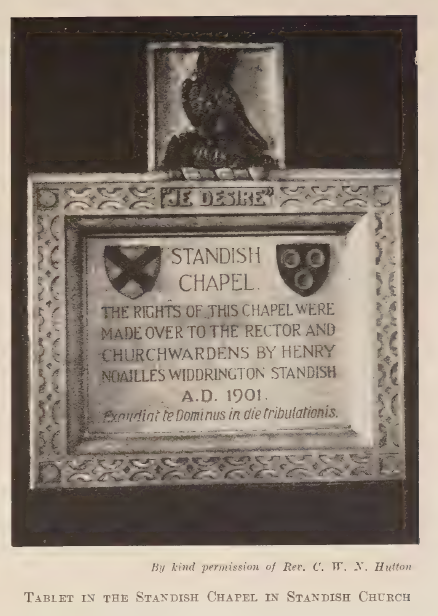 "JE DESIRE"
STANDISH
CHAPEL.
THE RIGHTS OF THIS CHAPEL WERE
MADE OVER TO THE RECTOR AND
CHURCHWARDENS BY HENRY
NOAILLES WIDDRINGTON STANDISH
A.D. 1901.
Exaudiat te Dominus in die tribulationis.
By kind permission of Rev. C. W. N. Hutton
TABLET IN THE STANDISH CHAPEL IN STANDISH CHURCH